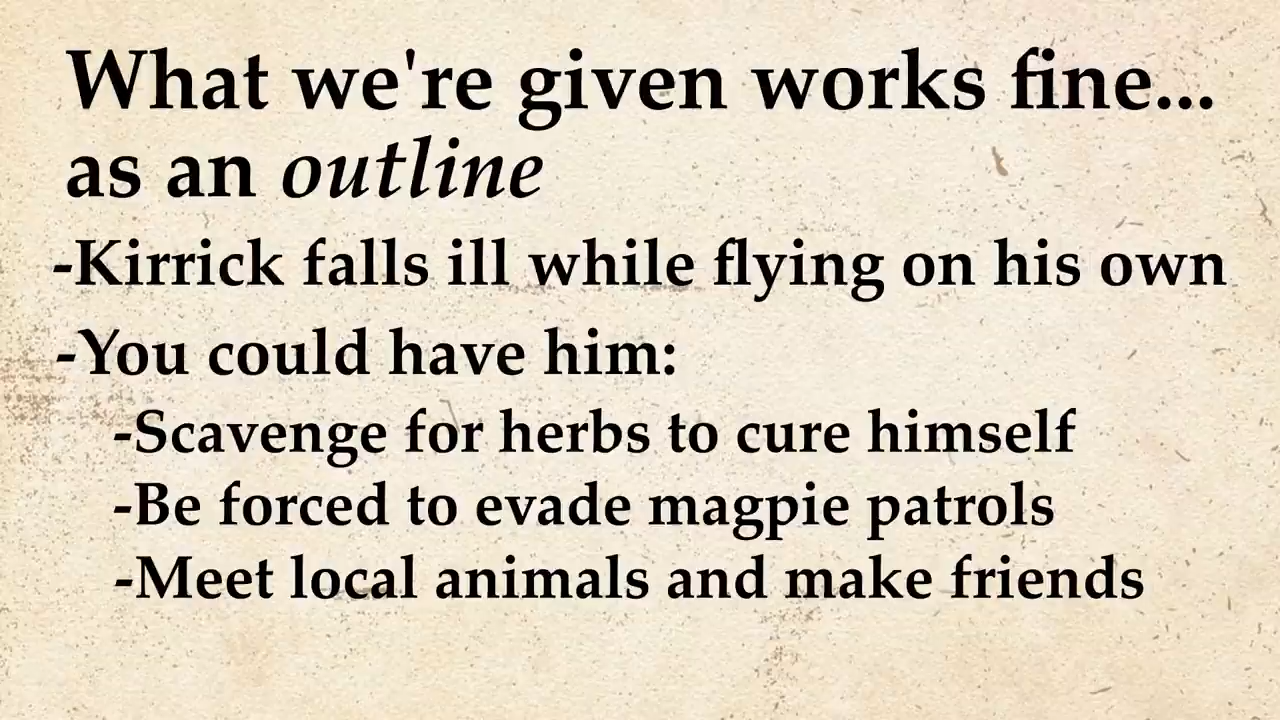 What we're given works fine...
as an outline
-Kirrick falls ill while flying on his own
-You could have him:
-Scavenge for herbs to cure himself
-Be forced to evade magpie patrols
-Meet local animals and make friends